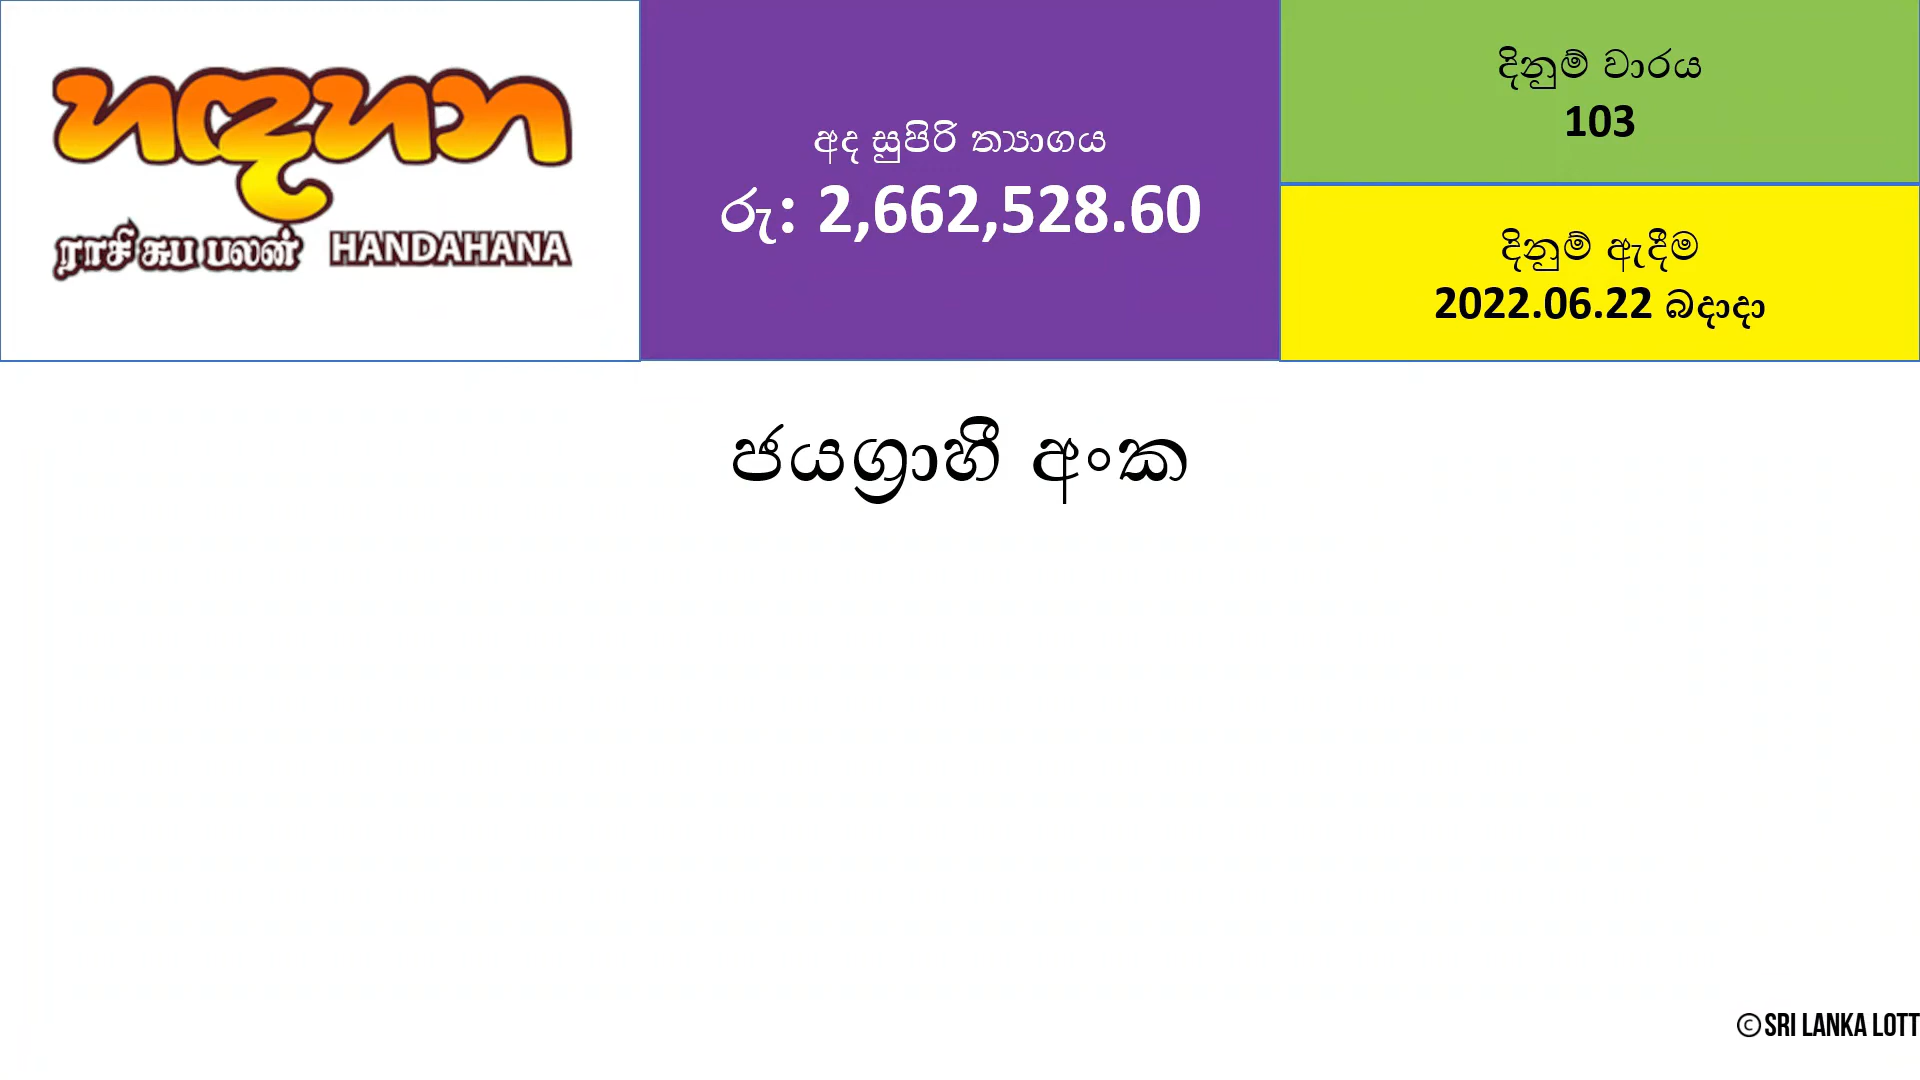 හඳහන
ராசி சுப பலன் HANDAHANA
අද සුපිරි ත්‍යාගය
රු: 2,662,528.60
දිනුම් වාරය
103
දිනුම් ඇදීම
2022.06.22 බදාදා
ජයග්‍රාහී අංක
© SRI LANKA LOTT